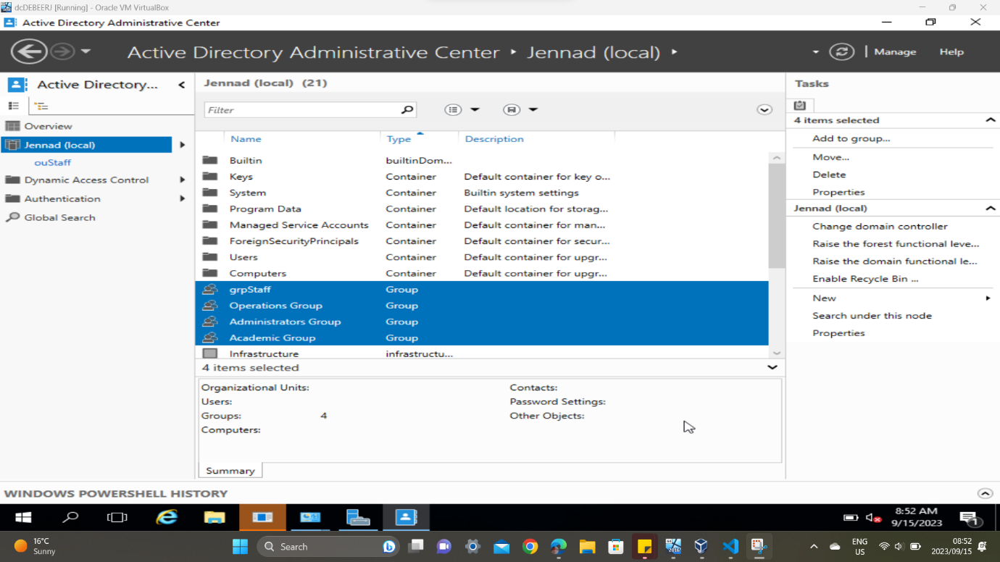 dcDEBEERJ [Running] - Oracle VM VirtualBox
Active Directory Administrative Center
Active Directory Administrative Center Jennad (local)
Manage
Help
Active Directory...
Overview
Jennad (local)
ouStaff
Dynamic Access Control
Authentication
Global Search
Jennad (local) (21)
Filter
Name Type Description
Builtin builtinDom...
Keys Container Default container for key o...
System Container Builtin system settings
Program Data Container Default location for storag...
Managed Service Accounts Container Default container for man...
ForeignSecurityPrincipals Container Default container for secur...
Users Container Default container for upgr...
Computers Container Default container for upgr...
grpStaff Group
Operations Group Group
Administrators Group Group
Academic Group Group
Infrastructure infrastructu...
4 items selected
Organizational Units:
Users:
Groups: 4
Computers:
Contacts:
Password Settings:
Other Objects:
Summary
Tasks
4 items selected
Add to group...
Move...
Delete
Properties
Jennad (local)
Change domain controller
Raise the forest functional leve...
Raise the domain functional le...
Enable Recycle Bin ...
New
Search under this node
Properties
WINDOWS POWERSHELL HISTORY
8:52 AM
9/15/2023
1
16°C
Sunny
Search
2016
ENG
US
08:52
2023/09/15